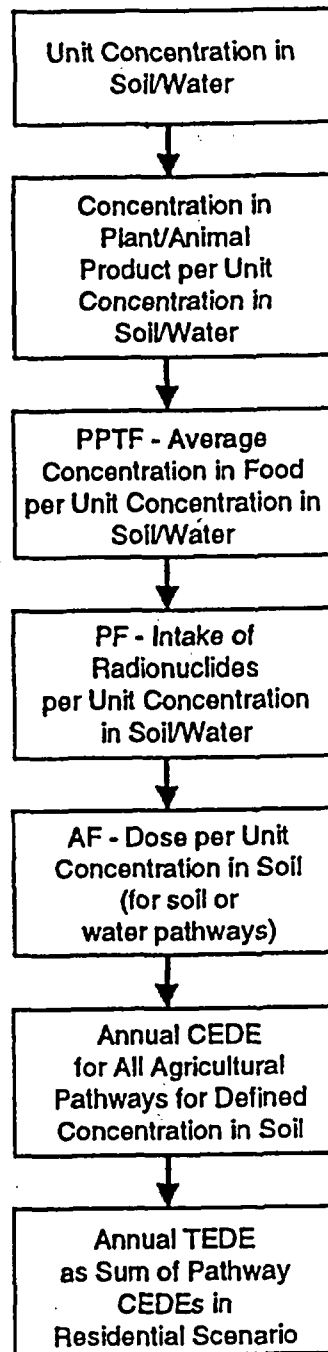 Unit Concentration in
Soil/Water
Concentration in
Plant/Animal
Product per Unit
Concentration in
Soil/Water
PPTF - Average
Concentration in Food
per Unit Concentration in
Soil/Water
PF - Intake of
Radionuclides
per Unit Concentration
in Soil/Water
AF - Dose per Unit
Concentration in Soil
(for soil or
water pathways)
Annual CEDE
for All Agricultural
Pathways for Defined
Concentration in Soil
Annual TEDE
as Sum of Pathway
CEDEs in
Residential Scenario